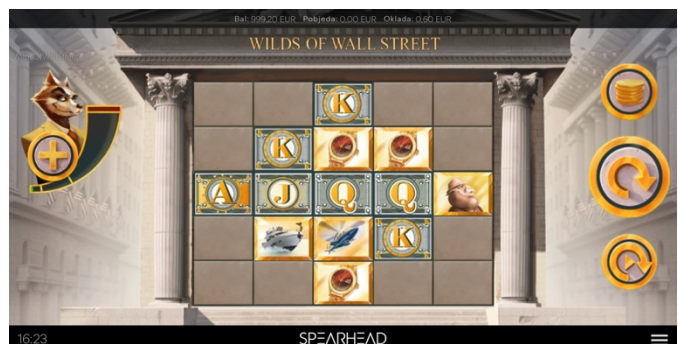 Bal: 999,20 EUR Pobjeda: 0,00 EUR Oklada: 0,60 EUR
WILDS OF WALL STREET
K
K
A J Q Q
K
16:23 SPEARHEAD